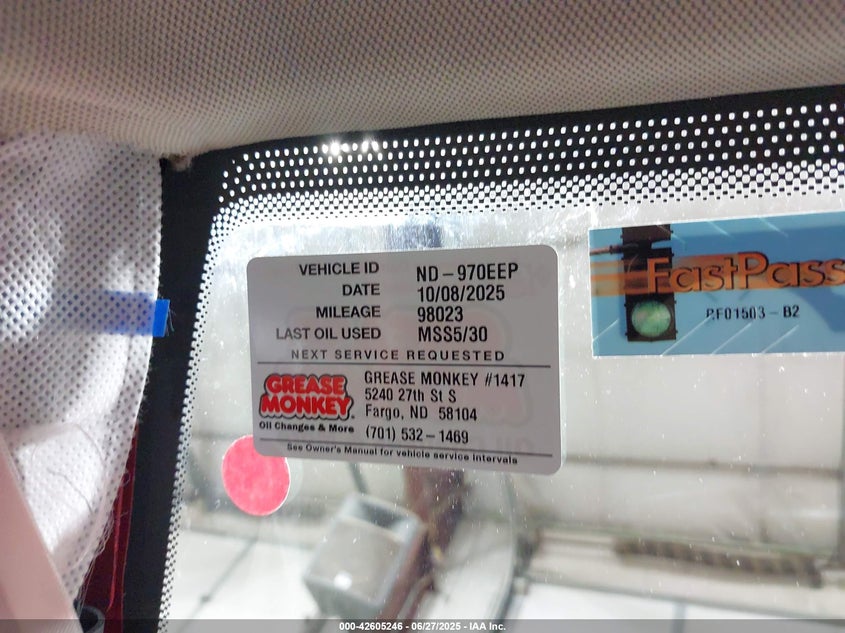 VEHICLE ID ND-970EEP
DATE 10/08/2025
MILEAGE 98023
LAST OIL USED MSS5/30
NEXT SERVICE REQUESTED
GREASE MONKEY
Oil Changes & More
GREASE MONKEY #1417
5240 27th St S
Fargo, ND 58104
(701) 532-1469
See Owner's Manual for vehicle service intervals
FastPass
RF01503-B2
000-42605246 - 06/27/2025 - IAA Inc.